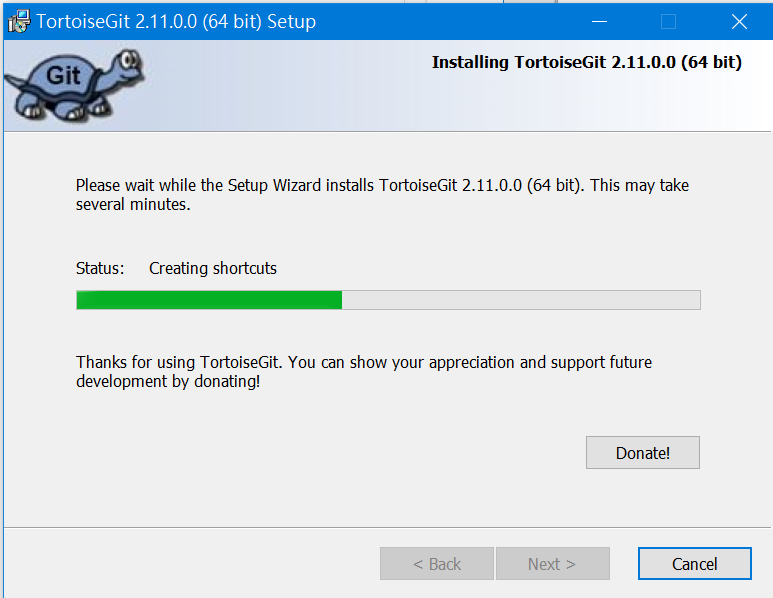 TortoiseGit 2.11.0.0 (64 bit) Setup
Git
Installing TortoiseGit 2.11.0.0 (64 bit)
Please wait while the Setup Wizard installs TortoiseGit 2.11.0.0 (64 bit). This may take
several minutes.
Status: Creating shortcuts
Thanks for using TortoiseGit. You can show your appreciation and support future
development by donating!
Donate!
< Back Next > Cancel